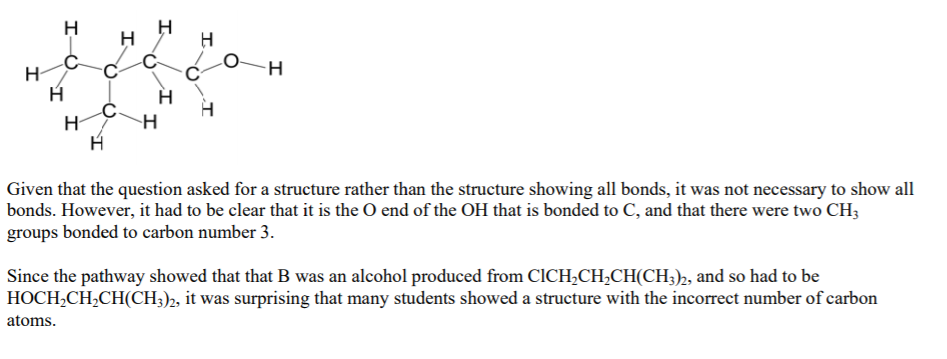 H
H
H
H
H
C
C
C
C
O
H
H
H
H
C
H
H
H
Given that the question asked for a structure rather than the structure showing all bonds, it was not necessary to show all
bonds. However, it had to be clear that it is the O end of the OH that is bonded to C, and that there were two CH₃
groups bonded to carbon number 3.
Since the pathway showed that that B was an alcohol produced from ClCH₂CH₂CH(CH₃)₂, and so had to be
HOCH₂CH₂CH(CH₃)₂, it was surprising that many students showed a structure with the incorrect number of carbon
atoms.